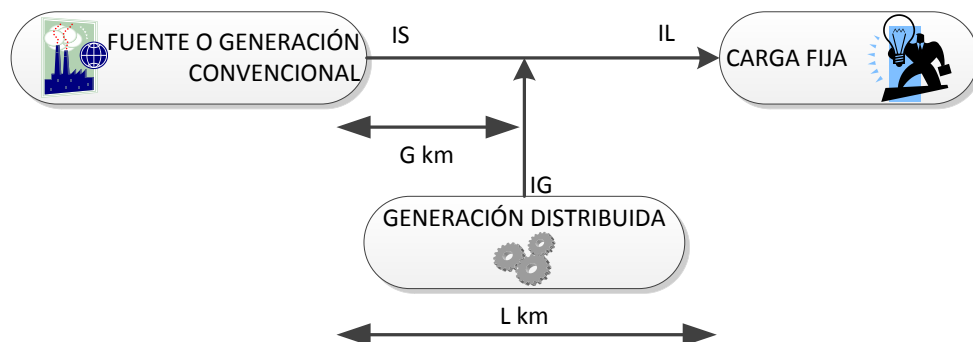 FUENTE O GENERACIÓN
CONVENCIONAL
IS
IL
CARGA FIJA
G km
IG
GENERACIÓN DISTRIBUIDA
L km